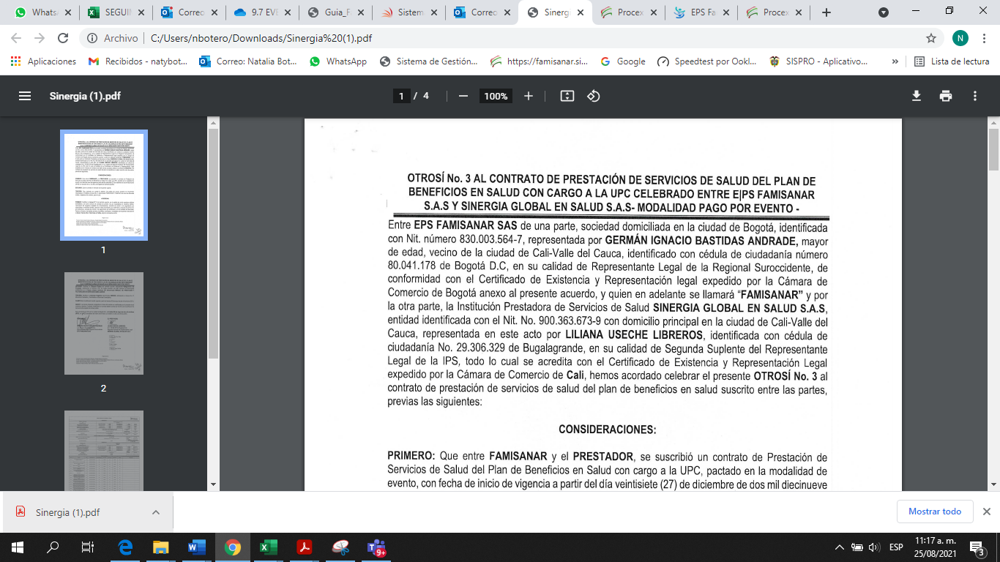 Whats
SEGUI
Correo
9.7 EVE
Guia_F
Sistem
Correo
Sinerg
Procex
EPS Fa
Procex
Archivo
C:/Users/nbotero/Downloads/Sinergia%20(1).pdf
N
Aplicaciones
Recibidos - natybot...
Correo: Natalia Bot...
WhatsApp
Sistema de Gestión...
https://famisanar.si...
Google
Speedtest por Ookl...
SISPRO - Aplicativo...
»
Lista de lectura
Sinergia (1).pdf
1 / 4
100%
1
2
OTROSÍ No. 3 AL CONTRATO DE PRESTACIÓN DE SERVICIOS DE SALUD DEL PLAN DE
BENEFICIOS EN SALUD CON CARGO A LA UPC CELEBRADO ENTRE E|PS FAMISANAR
S.A.S Y SINERGIA GLOBAL EN SALUD S.A.S- MODALIDAD PAGO POR EVENTO -
Entre EPS FAMISANAR SAS de una parte, sociedad domiciliada en la ciudad de Bogotá, identificada
con Nit. número 830.003.564-7, representada por GERMÁN IGNACIO BASTIDAS ANDRADE, mayor
de edad, vecino de la ciudad de Cali-Valle del Cauca, identificado con cédula de ciudadanía número
80.041.178 de Bogotá D.C, en su calidad de Representante Legal de la Regional Suroccidente, de
conformidad con el Certificado de Existencia y Representación legal expedido por la Cámara de
Comercio de Bogotá anexo al presente acuerdo, y quien en adelante se llamara “FAMISANAR” y por
la otra parte, la Institución Prestadora de Servicios de Salud SINERGIA GLOBAL EN SALUD S.A.S,
entidad identificada con el Nit. No. 900.363.673-9 con domicilio principal en la ciudad de Cali-Valle del
Cauca, representada en este acto por LILIANA USECHE LIBREROS, identificada con cédula de
ciudadanía No. 29.306.329 de Bugalagrande, en su calidad de Segunda Suplente del Representante
Legal de la IPS, todo lo cual se acredita con el Certificado de Existencia y Representación Legal
expedido por la Cámara de Comercio de Cali, hemos acordado celebrar el presente OTROSÍ No. 3 al
contrato de prestación de servicios de salud del plan de beneficios en salud suscrito entre las partes,
previas las siguientes:
CONSIDERACIONES:
PRIMERO: Que entre FAMISANAR y el PRESTADOR, se suscribió un contrato de Prestación de
Servicios de Salud del Plan de Beneficios en Salud con cargo a la UPC, pactado en la modalidad de
evento, con fecha de inicio de vigencia a partir del día veintisiete (27) de diciembre de dos mil diecinueve
Sinergia (1).pdf
Mostrar todo
9+
ESP
11:17 a. m.
25/08/2021
3